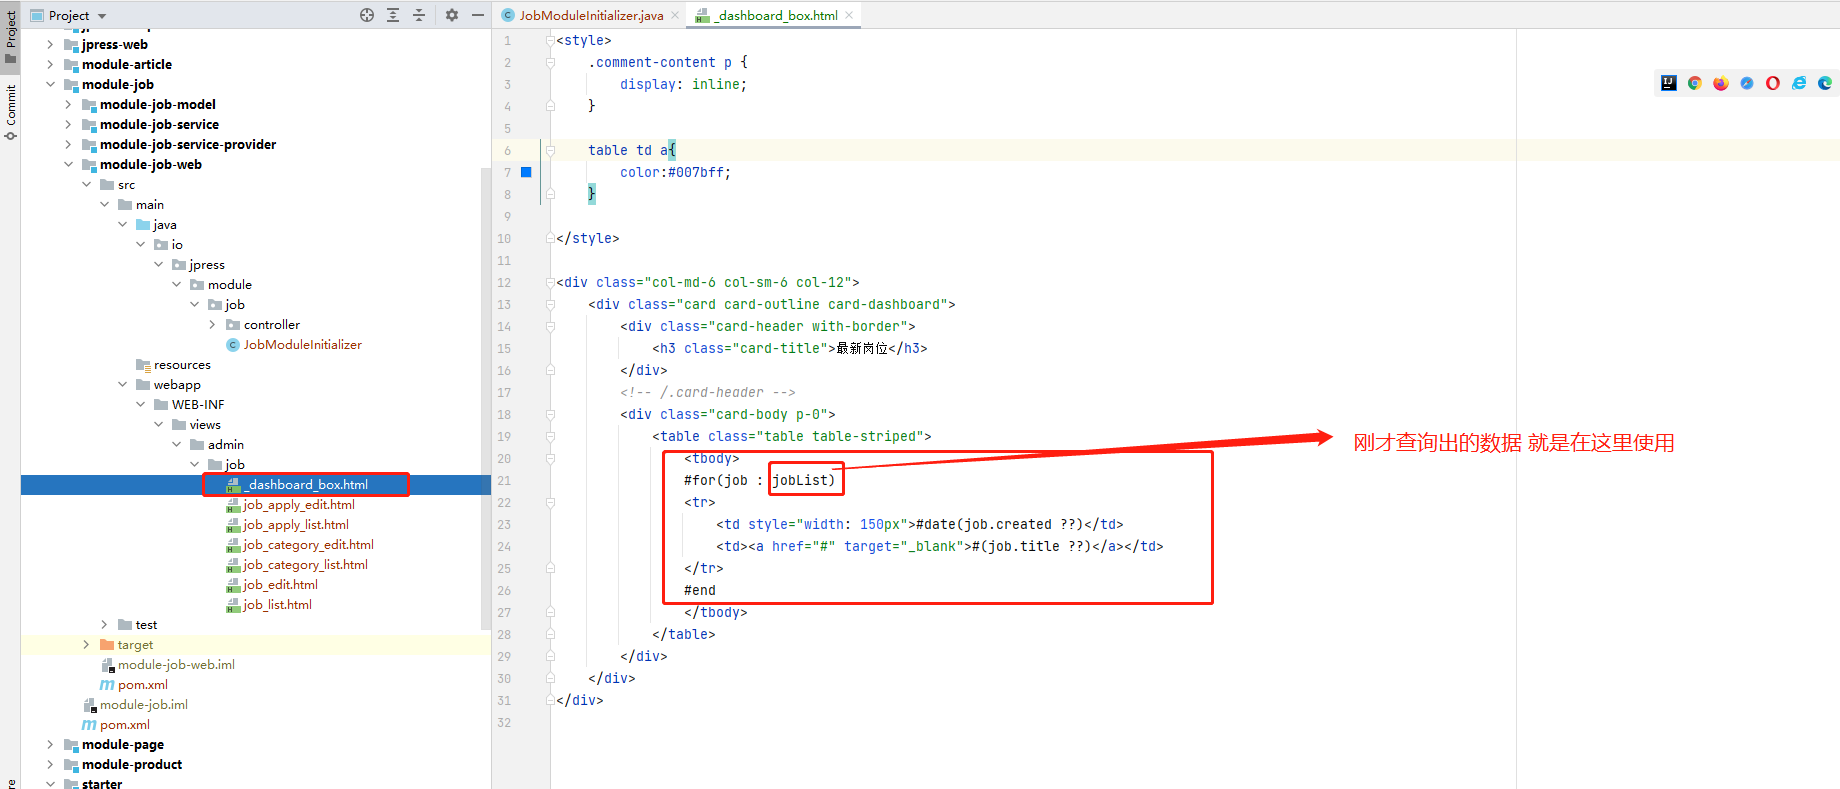 Project
JobModuleInitializer.java
_dashboard_box.html
Project
Commit
jpress-web
module-article
module-job
module-job-model
module-job-service
module-job-service-provider
module-job-web
src
main
java
io
jpress
module
job
controller
JobModuleInitializer
resources
webapp
WEB-INF
views
admin
job
_dashboard_box.html
job_apply_edit.html
job_apply_list.html
job_category_edit.html
job_category_list.html
job_edit.html
job_list.html
test
target
module-job-web.iml
pom.xml
module-job.iml
pom.xml
module-page
module-product
starter
1 <style>
2 .comment-content p {
3 display: inline;
4 }
5
6 table td a{
7 color:#007bff;
8 }
9
10 </style>
11
12 <div class="col-md-6 col-sm-6 col-12">
13 <div class="card card-outline card-dashboard">
14 <div class="card-header with-border">
15 <h3 class="card-title">最新岗位</h3>
16 </div>
17 <!-- /.card-header -->
18 <div class="card-body p-0">
19 <table class="table table-striped">
20 <tbody>
21 #for(job : jobList)
22 <tr>
23 <td style="width: 150px">#date(job.created ??)</td>
24 <td><a href="#" target="_blank">#(job.title ??)</a></td>
25 </tr>
26 #end
27 </tbody>
28 </table>
29 </div>
30 </div>
31 </div>
32
刚才查询出的数据 就是在这里使用